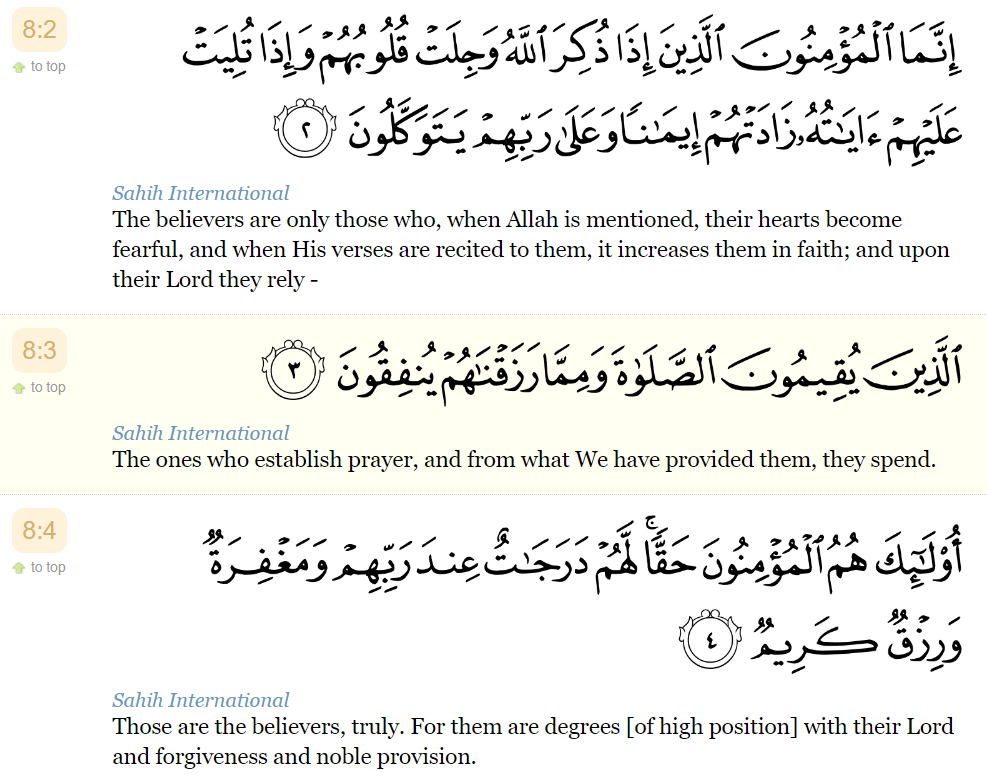 8:2
to top
إِنَّمَا ٱلْمُؤْمِنُونَ ٱلَّذِينَ إِذَا ذُكِرَ ٱللَّهُ وَجِلَتْ قُلُوبُهُمْ وَإِذَا تُلِيَتْ
عَلَيْهِمْ ءَايَـٰتُهُۥ زَادَتْهُمْ إِيمَـٰنًا وَعَلَىٰ رَبِّهِمْ يَتَوَكَّلُونَ ٢
Sahih International
The believers are only those who, when Allah is mentioned, their hearts become
fearful, and when His verses are recited to them, it increases them in faith; and upon
their Lord they rely -
8:3
to top
ٱلَّذِينَ يُقِيمُونَ ٱلصَّلَوٰةَ وَمِمَّا رَزَقْنَـٰهُمْ يُنفِقُونَ ٣
Sahih International
The ones who establish prayer, and from what We have provided them, they spend.
8:4
to top
أُو۟لَـٰٓئِكَ هُمُ ٱلْمُؤْمِنُونَ حَقًّا ۚ لَّهُمْ دَرَجَـٰتٌ عِندَ رَبِّهِمْ وَمَغْفِرَةٌ
وَرِزْقٌ كَرِيمٌ ٤
Sahih International
Those are the believers, truly. For them are degrees [of high position] with their Lord
and forgiveness and noble provision.